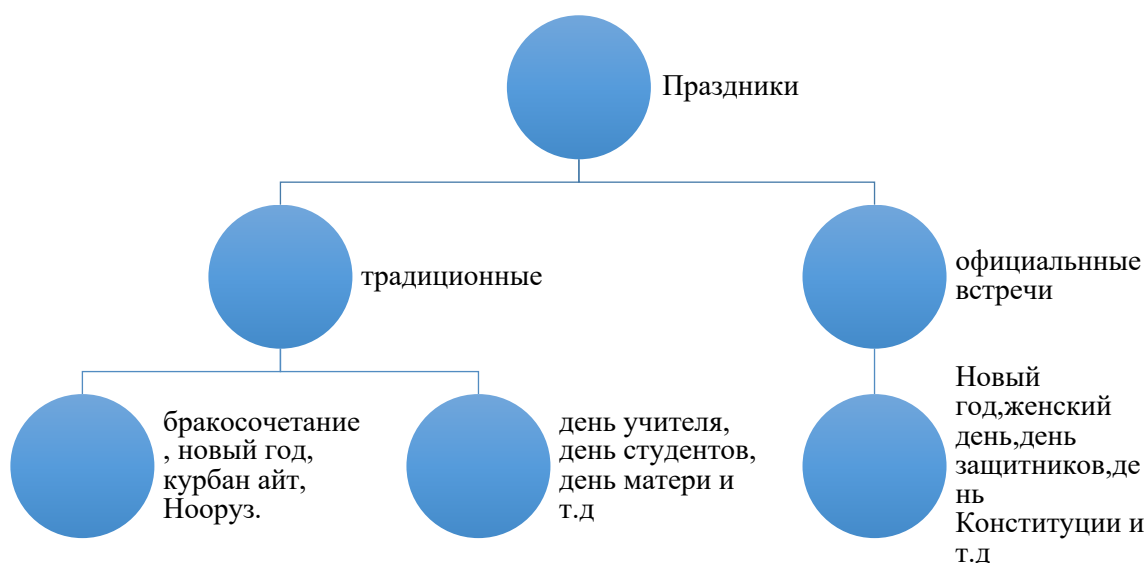 Праздники
традиционные
официальнные
встречи
бракосочетание
, новый год,
курбан айт,
Нооруз.
день учителя,
день студентов,
день матери и
т.д
Новый
год,женский
день,день
защитников,де
нь
Конституции и
т.д